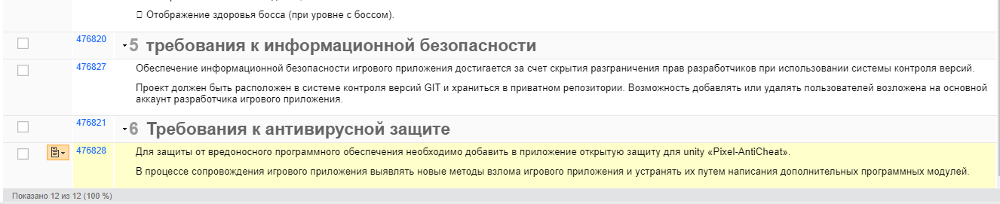 Отображение здоровья босса (при уровне с боссом).
476820 5 требования к информационной безопасности
476827 Обеспечение информационной безопасности игрового приложения достигается за счет скрытия разграничения прав разработчиков при использовании системы контроля версий.
Проект должен быть расположен в системе контроля версий GIT и храниться в приватном репозитории. Возможность добавлять или удалять пользователей возложена на основной
аккаунт разработчика игрового приложения.
476821 6 Требования к антивирусной защите
476828 Для защиты от вредоносного программного обеспечения необходимо добавить в приложение открытую защиту для unity «Pixel-AntiCheat».
В процессе сопровождения игрового приложения выявлять новые методы взлома игрового приложения и устранять их путем написания дополнительных программных модулей.
Показано 12 из 12 (100 %)